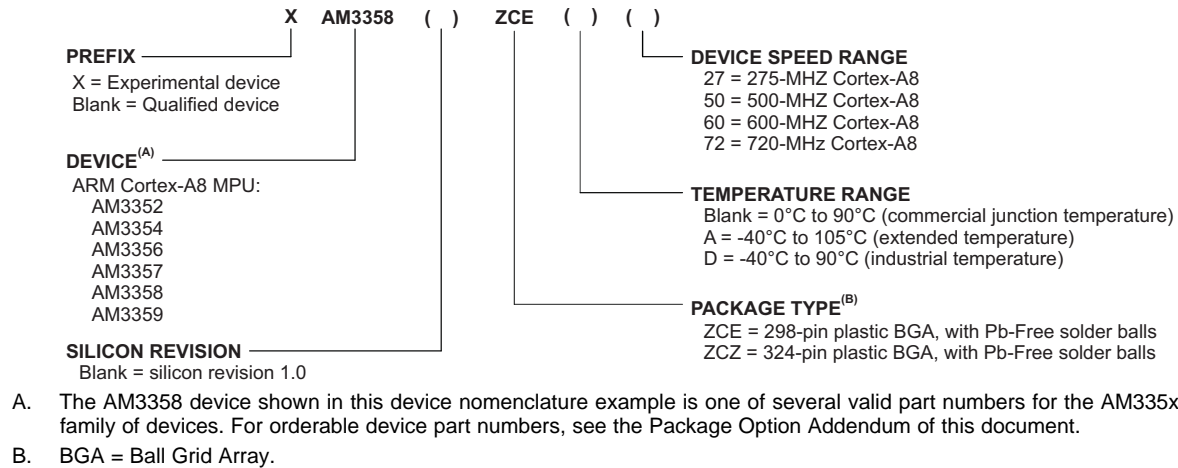 X AM3358 ( ) ZCE ( ) ( )
PREFIX
X = Experimental device
Blank = Qualified device
DEVICE(A)
ARM Cortex-A8 MPU:
AM3352
AM3354
AM3356
AM3357
AM3358
AM3359
SILICON REVISION
Blank = silicon revision 1.0
DEVICE SPEED RANGE
27 = 275-MHZ Cortex-A8
50 = 500-MHZ Cortex-A8
60 = 600-MHZ Cortex-A8
72 = 720-MHz Cortex-A8
TEMPERATURE RANGE
Blank = 0°C to 90°C (commercial junction temperature)
A = -40°C to 105°C (extended temperature)
D = -40°C to 90°C (industrial temperature)
PACKAGE TYPE(B)
ZCE = 298-pin plastic BGA, with Pb-Free solder balls
ZCZ = 324-pin plastic BGA, with Pb-Free solder balls
A. The AM3358 device shown in this device nomenclature example is one of several valid part numbers for the AM335x
family of devices. For orderable device part numbers, see the Package Option Addendum of this document.
B. BGA = Ball Grid Array.